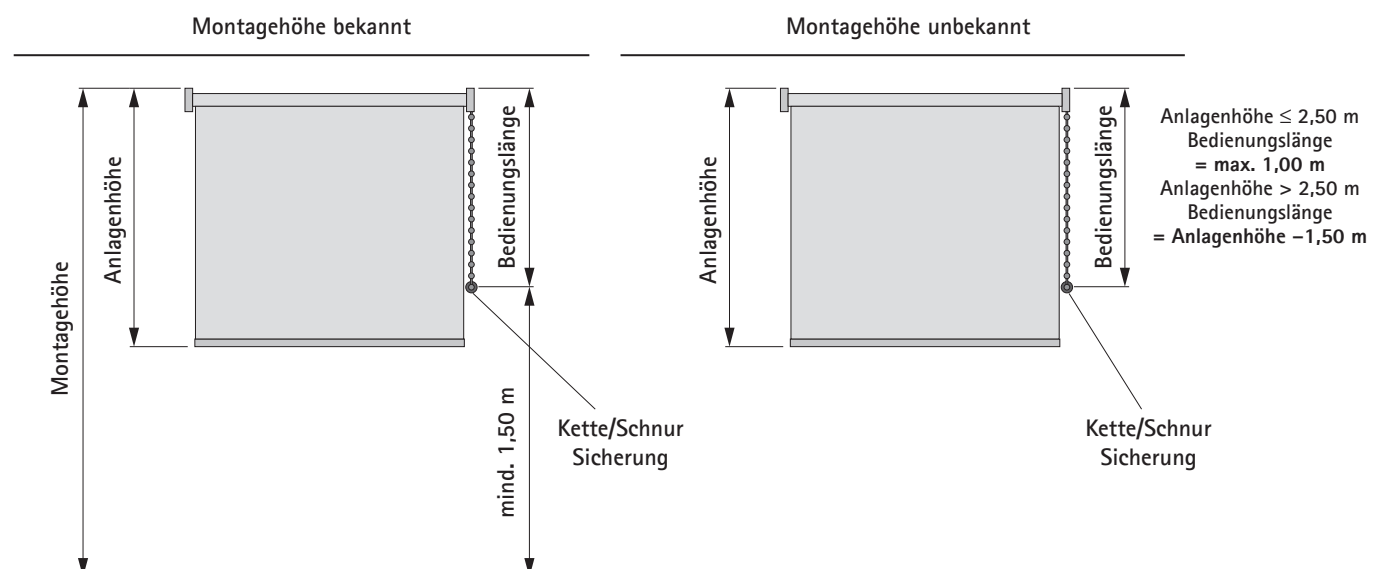 Montagehöhe bekannt
Montagehöhe
Anlagenhöhe
Bedienungslänge
mind. 1,50 m
Kette/Schnur
Sicherung
Montagehöhe unbekannt
Anlagenhöhe
Bedienungslänge
Kette/Schnur
Sicherung
Anlagenhöhe ≤ 2,50 m
Bedienungslänge
= max. 1,00 m
Anlagenhöhe > 2,50 m
Bedienungslänge
= Anlagenhöhe –1,50 m